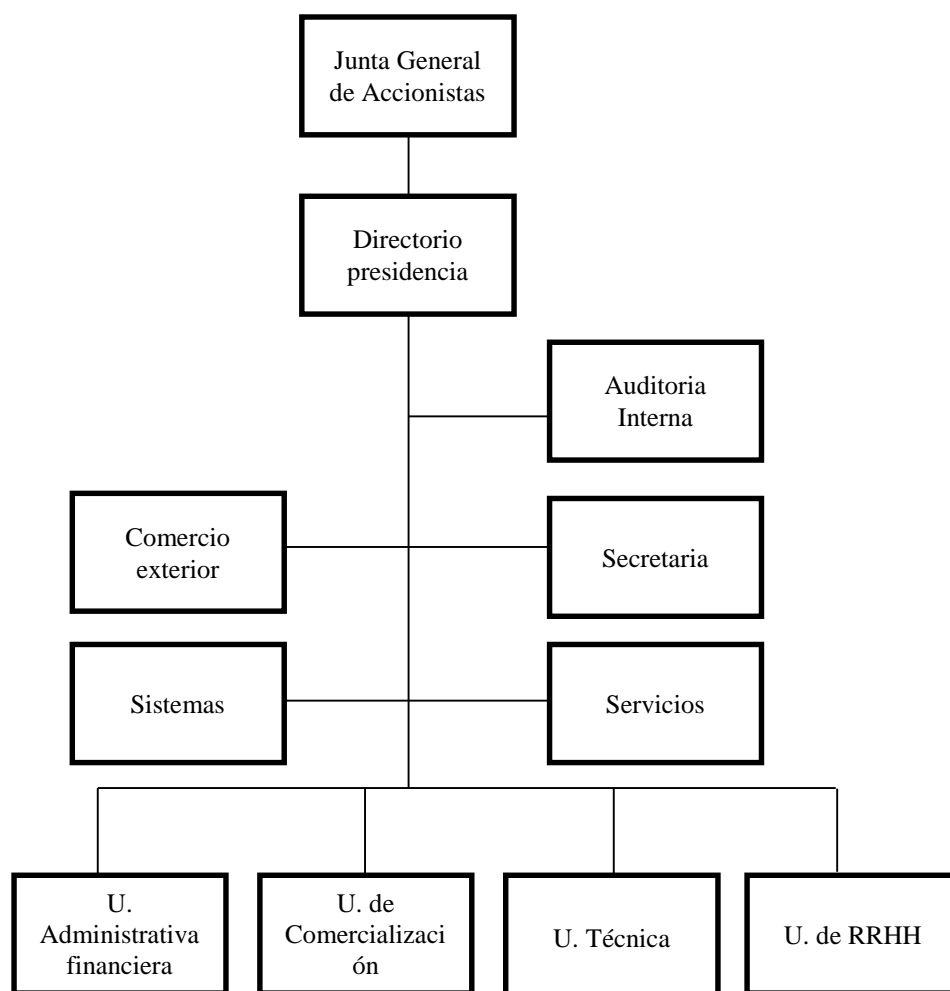 Junta General
de Accionistas
Directorio
presidencia
Auditoria
Interna
Comercio
exterior
Secretaria
Sistemas
Servicios
U.
Administrativa
financiera
U. de
Comercializaci
ón
U. Técnica
U. de RRHH